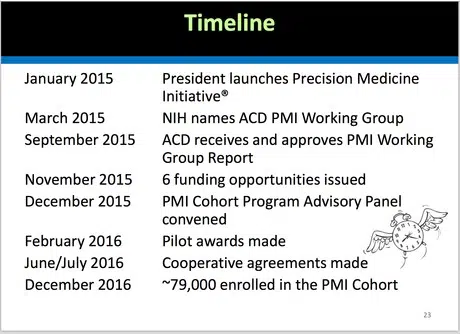 Timeline
January 2015 President launches Precision Medicine
Initiative®
March 2015 NIH names ACD PMI Working Group
September 2015 ACD receives and approves PMI Working
Group Report
November 2015 6 funding opportunities issued
December 2015 PMI Cohort Program Advisory Panel
convened
February 2016 Pilot awards made
June/July 2016 Cooperative agreements made
December 2016 ~79,000 enrolled in the PMI Cohort
23